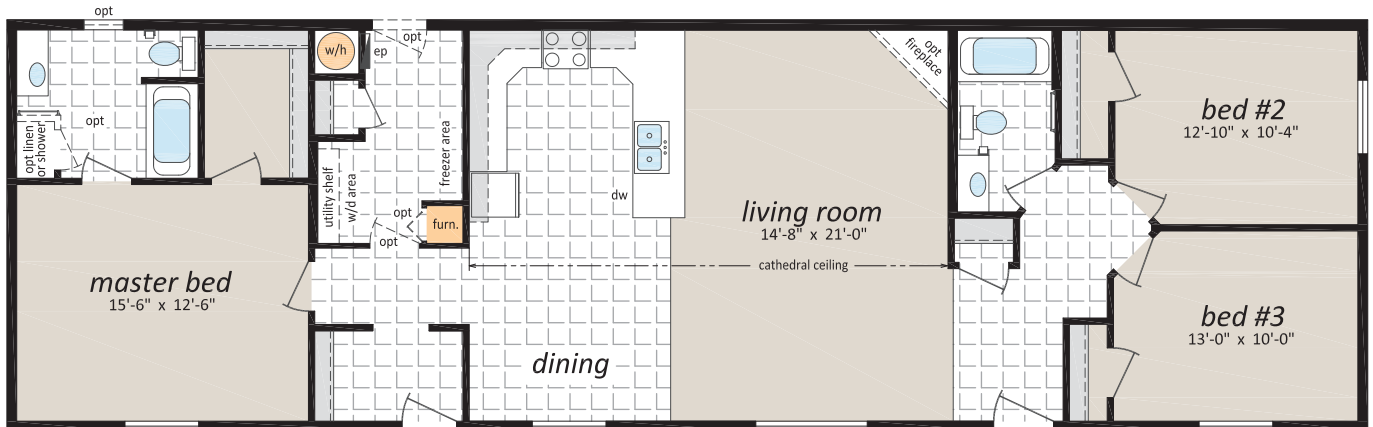 opt
w/h
ep
opt
opt
fireplace
opt
opt linen
or shower
utility shelf
w/d area
freezer area
opt
opt
furn.
dw
master bed
15'-6" x 12'-6"
living room
14'-8" x 21'-0"
cathedral ceiling
dining
bed #2
12'-10" x 10'-4"
bed #3
13'-0" x 10'-0"